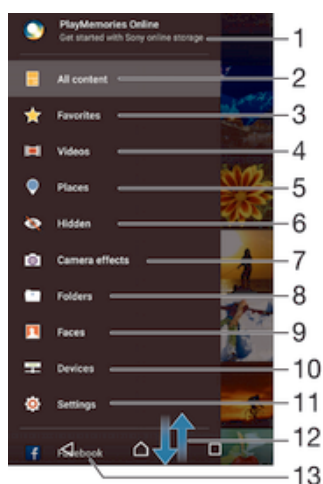 PlayMemories Online
Get started with Sony online storage
1
All content
2
Favorites
3
Videos
4
Places
5
Hidden
6
Camera effects
7
Folders
8
Faces
9
Devices
10
Settings
11
12
Facebook
13